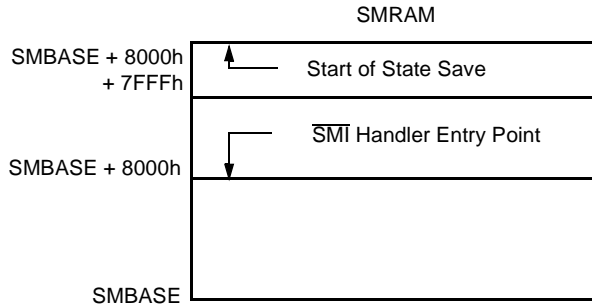 SMRAM
SMBASE + 8000h
+ 7FFFh
Start of State Save
SMI Handler Entry Point
SMBASE + 8000h
SMBASE